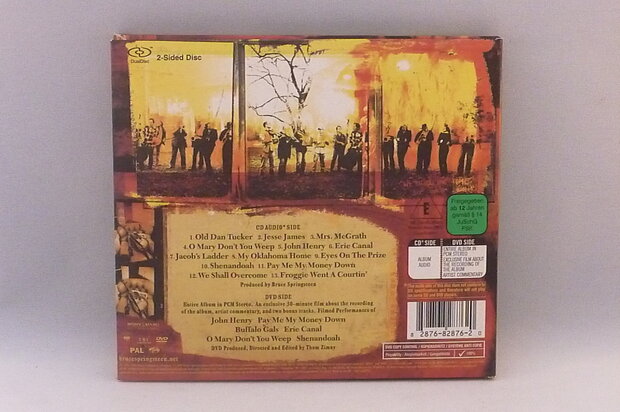 DualDisc
2-Sided Disc
CD AUDIO* SIDE
1. Old Dan Tucker 2. Jesse James 3. Mrs. McGrath
4. O Mary Don't You Weep 5. John Henry 6. Erie Canal
7. Jacob's Ladder 8. My Oklahoma Home 9. Eyes On The Prize
10. Shenandoah 11. Pay Me My Money Down
12. We Shall Overcome 13. Froggie Went A Courtin'
Produced by Bruce Springsteen
DVD SIDE
Entire Album in PCM Stereo. An exclusive 30-minute film about the recording
of the album, artist commentary, and two bonus tracks. Filmed Performances of
John Henry Pay Me My Money Down
Buffalo Gals Erie Canal
O Mary Don't You Weep Shenandoah
DVD Produced, Directed and Edited by Thom Zimny
PAL
brucespringsteen.net
E
Freigegeben
ab 12 Jahren
gemäß § 14
JuSchG
FSK
CD* SIDE
ALBUM
AUDIO
DVD SIDE
ENTIRE ALBUM IN
PCM STEREO
EXCLUSIVE FILM ABOUT
THE RECORDING
OF THE ALBUM
ARTIST COMMENTARY
8 2876-82876-2 0
100%